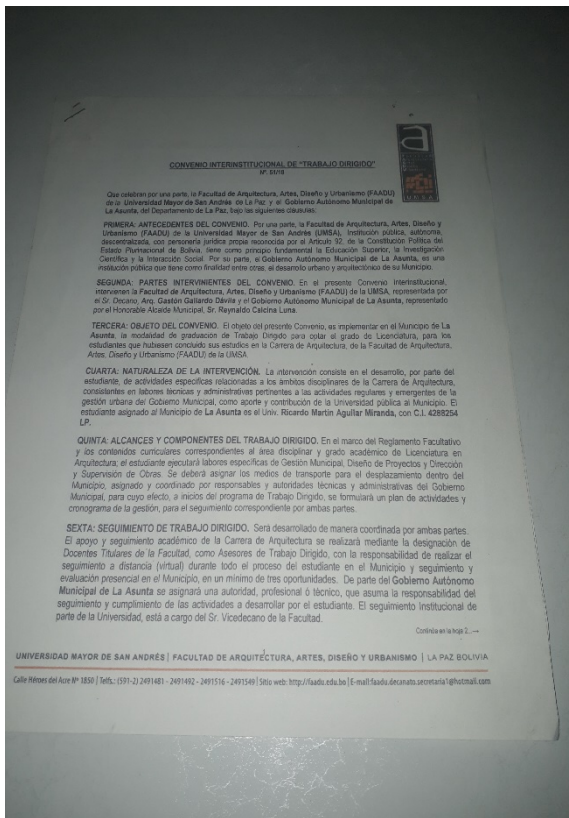 CONVENIO INTERINSTITUCIONAL DE "TRABAJO DIRIGIDO"
Nº. 51/18
Que celebran por una parte, la Facultad de Arquitectura, Artes, Diseño y Urbanismo (FAADU)
de la Universidad Mayor de San Andrés de La Paz y el Gobierno Autónomo Municipal de
La Asunta, del Departamento de La Paz, bajo las siguientes cláusulas:
PRIMERA: ANTECEDENTES DEL CONVENIO. Por una parte, la Facultad de Arquitectura, Artes, Diseño y
Urbanismo (FAADU) de la Universidad Mayor de San Andrés (UMSA), Institución pública, autónoma,
descentralizada, con personería jurídica propia reconocida por el Artículo 92, de la Constitución Política del
Estado Plurinacional de Bolivia, tiene como principio fundamental la Educación Superior, la Investigación
Científica y la Interacción Social. Por su parte, el Gobierno Autónomo Municipal de La Asunta, es una
institución pública que tiene como finalidad entre otras, el desarrollo urbano y arquitectónico de su Municipio.
SEGUNDA: PARTES INTERVINIENTES DEL CONVENIO. En el presente Convenio Interinstitucional,
intervienen la Facultad de Arquitectura, Artes, Diseño y Urbanismo (FAADU) de la UMSA, representada por
el Sr. Decano, Arq. Gastón Gallardo Dávila y el Gobierno Autónomo Municipal de La Asunta, representado
por el Honorable Alcalde Municipal, Sr. Reynaldo Calcina Luna.
TERCERA: OBJETO DEL CONVENIO. El objeto del presente Convenio, es implementar en el Municipio de La
Asunta, la modalidad de graduación de Trabajo Dirigido para optar el grado de Licenciatura, para los
estudiantes que hubiesen concluido sus estudios en la Carrera de Arquitectura, de la Facultad de Arquitectura,
Artes, Diseño y Urbanismo (FAADU) de la UMSA.
CUARTA: NATURALEZA DE LA INTERVENCIÓN. La intervención consiste en el desarrollo, por parte del
estudiante, de actividades específicas relacionadas a los ámbitos disciplinares de la Carrera de Arquitectura,
consistentes en labores técnicas y administrativas pertinentes a las actividades regulares y emergentes de la
gestión urbana del Gobierno Municipal, como aporte y contribución de la Universidad pública al Municipio. El
estudiante asignado al Municipio de La Asunta es el Univ. Ricardo Martín Aguilar Miranda, con C.I. 4288254
LP.
QUINTA: ALCANCES Y COMPONENTES DEL TRABAJO DIRIGIDO. En el marco del Reglamento Facultativo
y los contenidos curriculares correspondientes al área disciplinar y grado académico de Licenciatura en
Arquitectura, el estudiante ejecutará labores específicas de Gestión Municipal, Diseño de Proyectos y Dirección
y Supervisión de Obras. Se deberá asignar los medios de transporte para el desplazamiento dentro del
Municipio, asignado y coordinado por responsables y autoridades técnicas y administrativas del Gobierno
Municipal, para cuyo efecto, a inicios del programa de Trabajo Dirigido, se formulará un plan de actividades y
cronograma de la gestión, para el seguimiento correspondiente por ambas partes.
SEXTA: SEGUIMIENTO DE TRABAJO DIRIGIDO. Será desarrollado de manera coordinada por ambas partes.
El apoyo y seguimiento académico de la Carrera de Arquitectura se realizará mediante la designación de
Docentes Titulares de la Facultad, como Asesores de Trabajo Dirigido, con la responsabilidad de realizar el
seguimiento a distancia (virtual) durante todo el proceso del estudiante en el Municipio y seguimiento y
evaluación presencial en el Municipio, en un mínimo de tres oportunidades. De parte del Gobierno Autónomo
Municipal de La Asunta se asignará una autoridad, profesional ó técnico, que asuma la responsabilidad del
seguimiento y cumplimiento de las actividades a desarrollar por el estudiante. El seguimiento Institucional de
parte de la Universidad, está a cargo del Sr. Vicedecano de la Facultad.
Continúa en la hoja 2...→
UNIVERSIDAD MAYOR DE SAN ANDRÉS | FACULTAD DE ARQUITECTURA, ARTES, DISEÑO Y URBANISMO | LA PAZ BOLIVIA
Calle Héroes del Acre Nº 1850 | Telfs.: (591-2) 2491481 - 2491492 - 2491516 - 2491549 | Sitio web: http://faadu.edu.bo | E-mail:faadu.decanato.secretaria1@hotmail.com